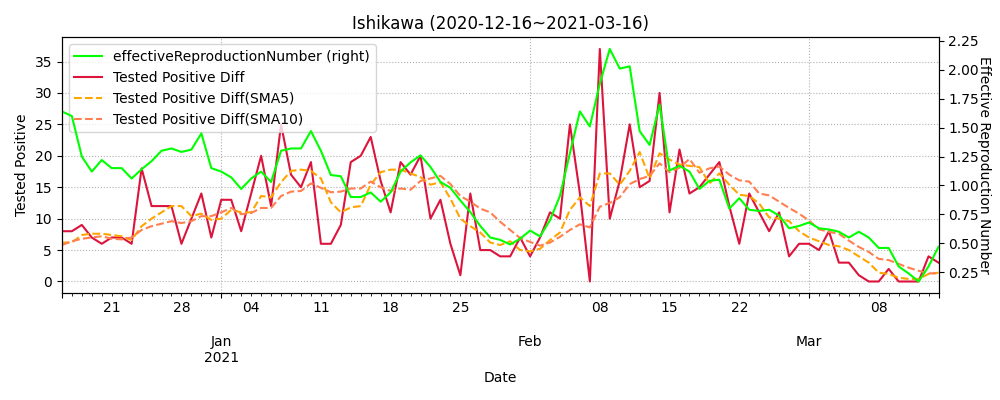 Ishikawa (2020-12-16~2021-03-16)
effectiveReproductionNumber (right)
Tested Positive Diff
Tested Positive Diff(SMA5)
Tested Positive Diff(SMA10)
Tested Positive
35
30
25
20
15
10
5
0
2.25
2.00
1.75
1.50
1.25
1.00
0.75
0.50
0.25
Effective Reproduction Number
21 28 04 11 18 25 08 15 22 08
Jan Feb Mar
2021
Date